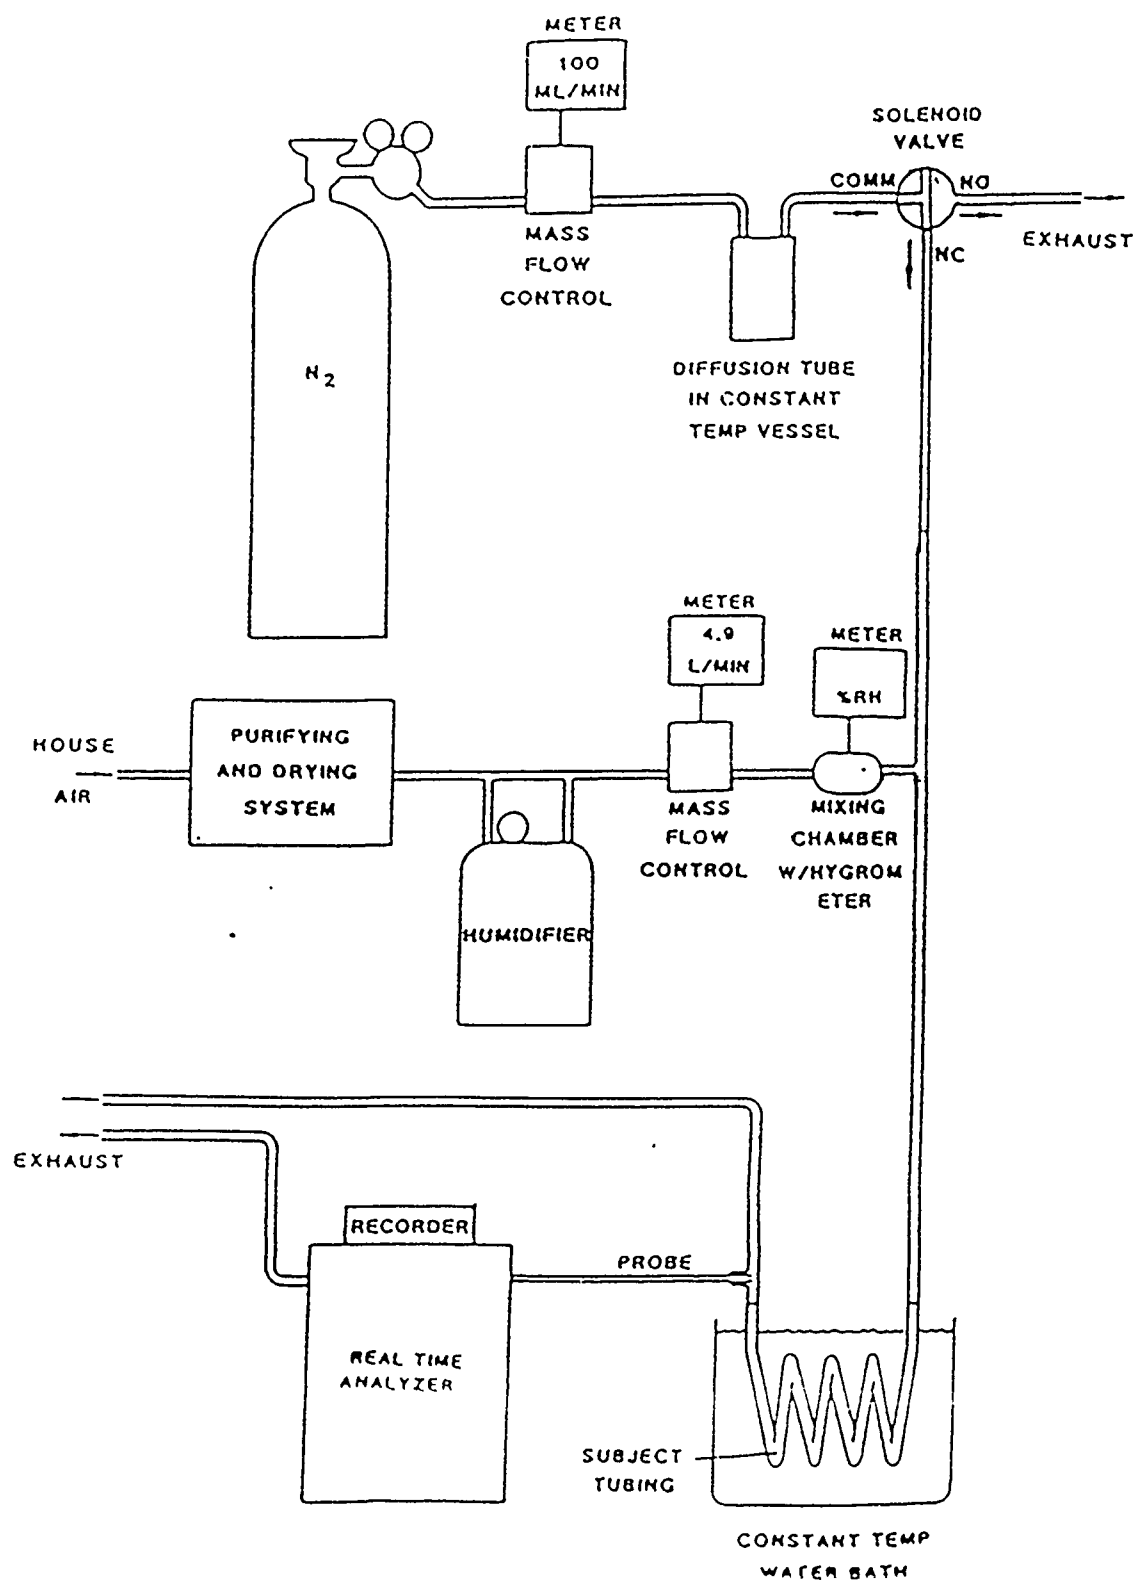 METER
100
ML/MIN
SOLENOID
VALVE
COMM
NO
EXHAUST
NC
MASS
FLOW
CONTROL
N2
DIFFUSION TUBE
IN CONSTANT
TEMP VESSEL
METER
4.9
L/MIN
METER
%RH
HOUSE
AIR
PURIFYING
AND DRYING
SYSTEM
MASS
FLOW
CONTROL
MIXING
CHAMBER
W/HYGROM
ETER
HUMIDIFIER
EXHAUST
RECORDER
PROBE
REAL TIME
ANALYZER
SUBJECT
TUBING
CONSTANT TEMP
WATER BATH